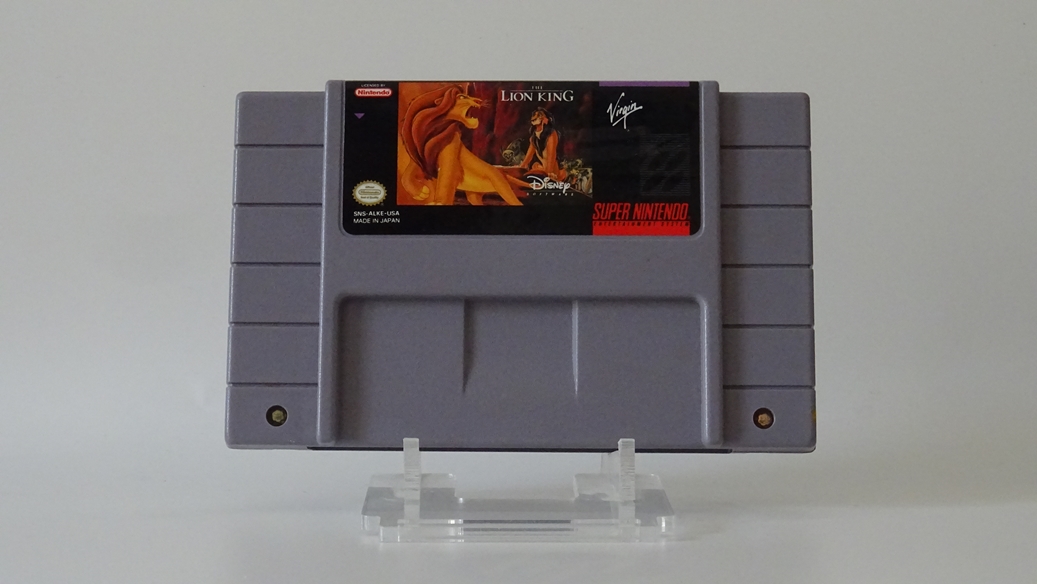 LICENSED BY
Nintendo
THE
LION KING
Virgin
DISNEY
SOFTWARE
SNS-ALKE-USA
MADE IN JAPAN
SUPER NINTENDO
ENTERTAINMENT SYSTEM